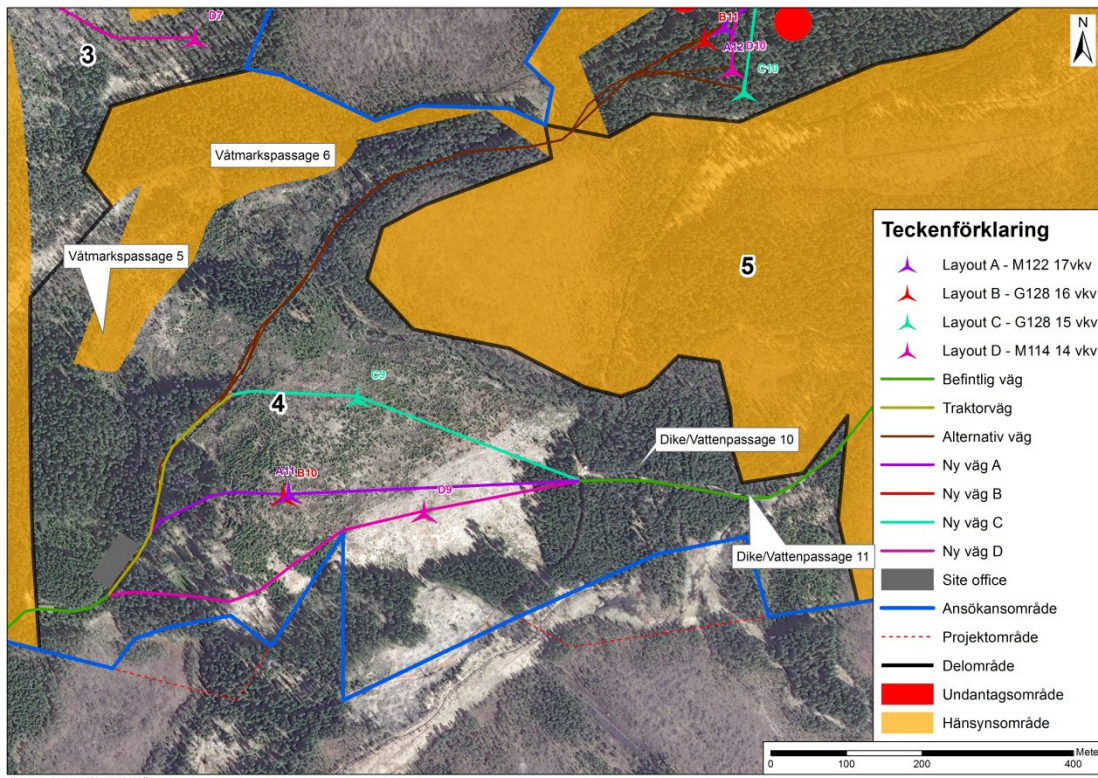 D7
B11
A12
D10
C10
N
3
Våtmarkspassage 6
Våtmarkspassage 5
5
C9
4
Dike/Vattenpassage 10
A11
B10
D9
Dike/Vattenpassage 11
Teckenförklaring
Layout A - M122 17vkv
Layout B - G128 16 vkv
Layout C - G128 15 vkv
Layout D - M114 14 vkv
Befintlig väg
Traktorväg
Alternativ väg
Ny väg A
Ny väg B
Ny väg C
Ny väg D
Site office
Ansökansområde
Projektområde
Delområde
Undantagsområde
Hänsynsområde
Mete
0 100 200 400